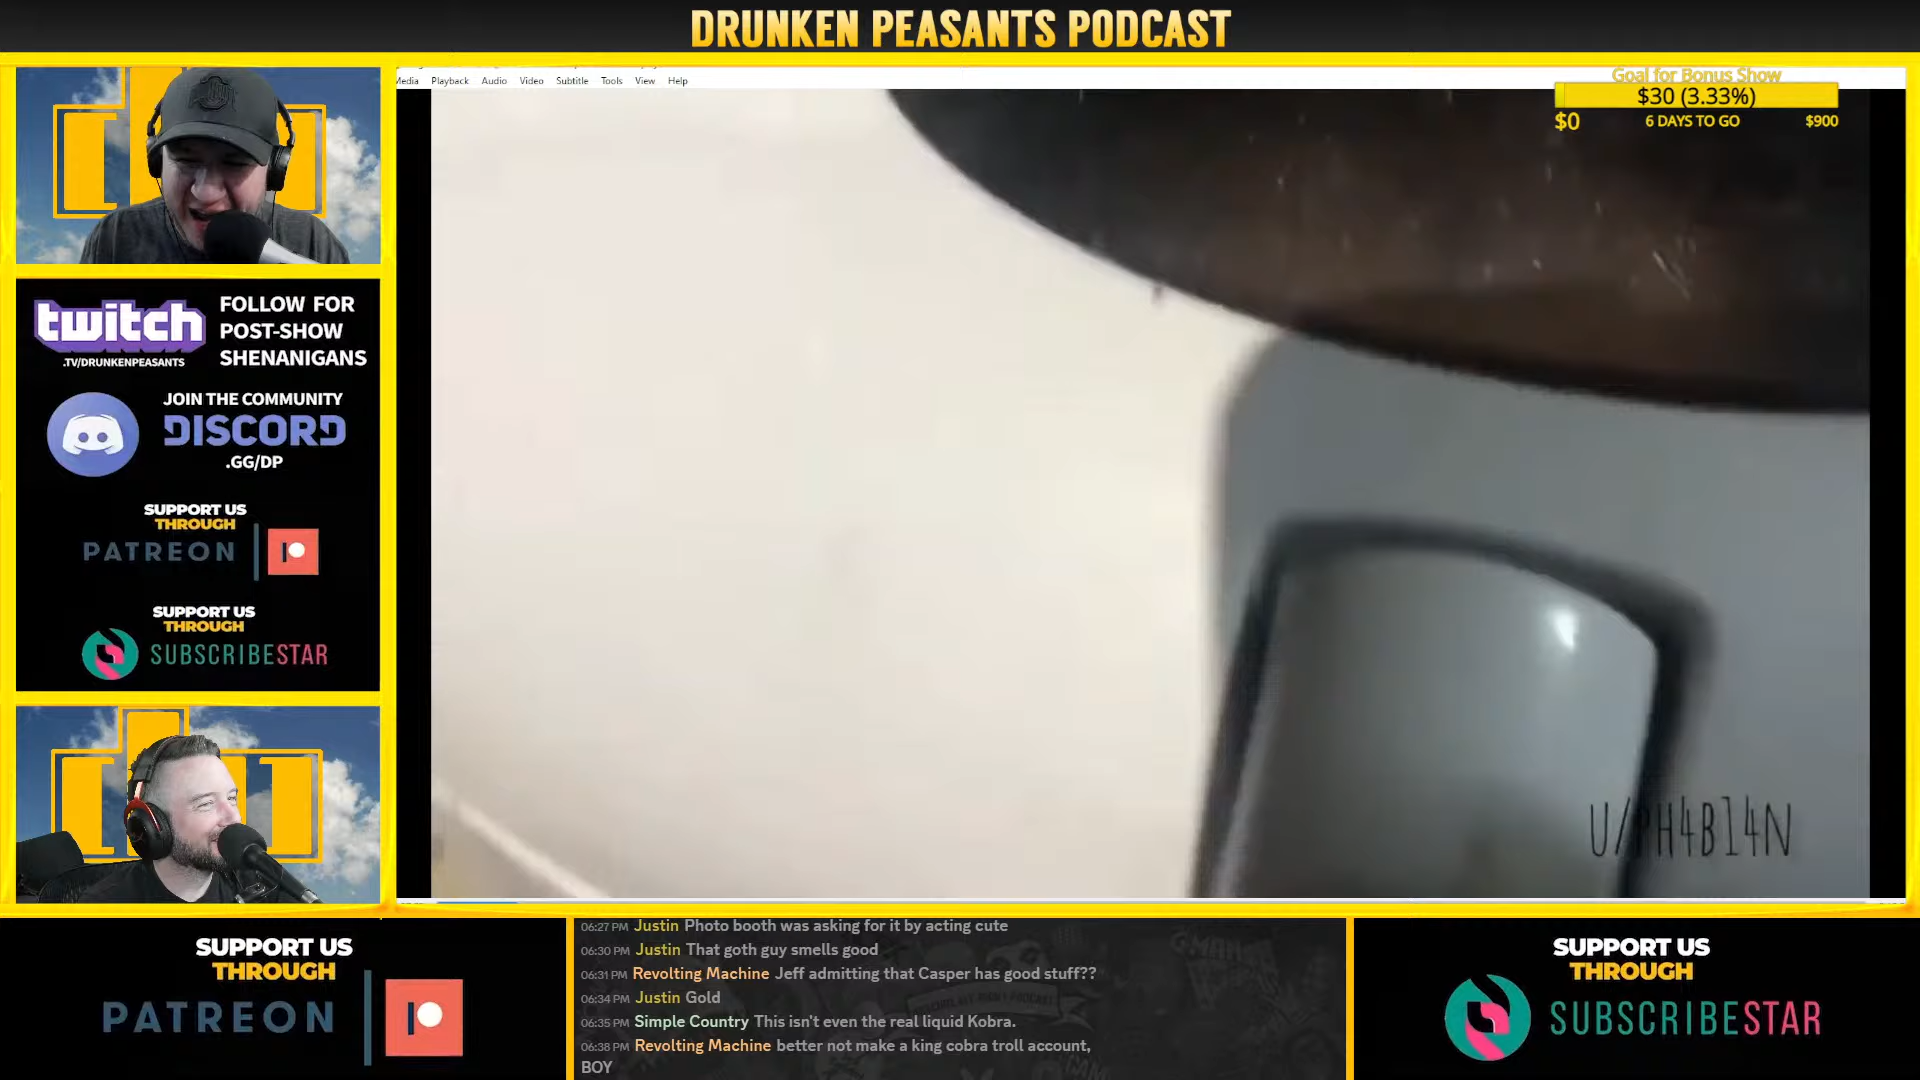 DRUNKEN PEASANTS PODCAST
Media Playback Audio Video Subtitle Tools View Help
Goal for Bonus Show
$30 (3.33%)
$0 6 DAYS TO GO $900
twitch
.TV/DRUNKENPEASANTS
FOLLOW FOR
POST-SHOW
SHENANIGANS
JOIN THE COMMUNITY
DISCORD
.GG/DP
SUPPORT US
THROUGH
PATREON
SUPPORT US
THROUGH
SUBSCRIBESTAR
U/PH4B14N
SUPPORT US
THROUGH
PATREON
06:27 PM Justin Photo booth was asking for it by acting cute
06:30 PM Justin That goth guy smells good
06:31 PM Revolting Machine Jeff admitting that Casper has good stuff??
06:34 PM Justin Gold
06:35 PM Simple Country This isn't even the real liquid Kobra.
06:38 PM Revolting Machine better not make a king cobra troll account,
BOY
SUPPORT US
THROUGH
SUBSCRIBESTAR